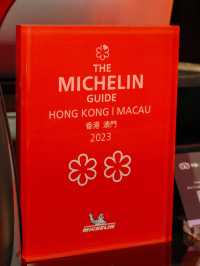 THE
MICHELIN
GUIDE
HONG KONG | MACAU
香港 澳門
2023
MICHELIN